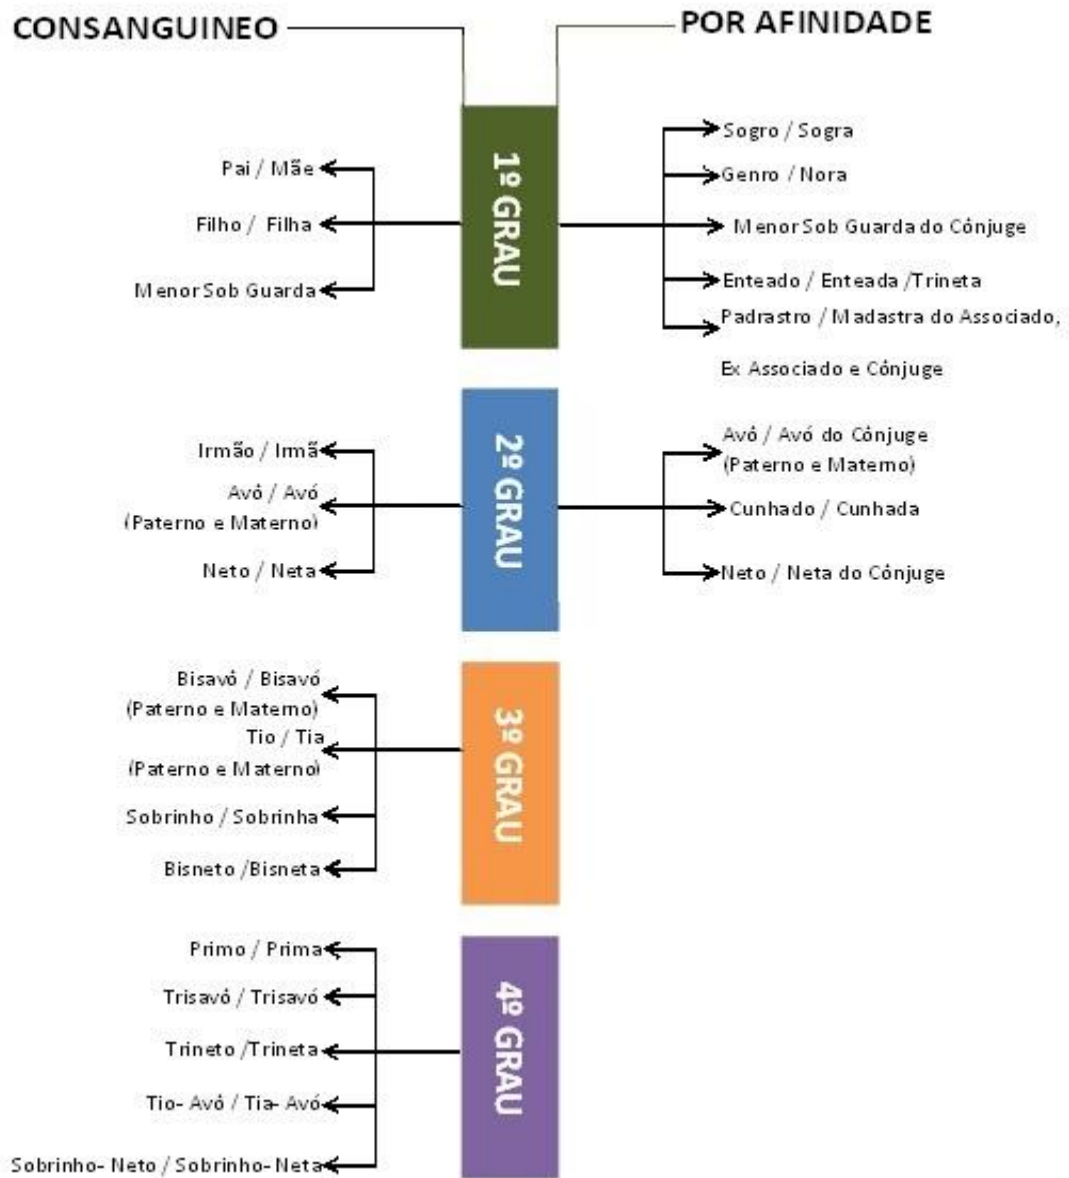 CONSANGUINEO
POR AFINIDADE
1º GRAU
Pai / Mãe
Filho / Filha
Menor Sob Guarda
Sogro / Sogra
Genro / Nora
Menor Sob Guarda do Cônjuge
Enteado / Enteada /Trineta
Padrastro / Madastra do Associado,
Ex Associado e Cônjuge
2º GRAU
Irmão / Irmã
Avô / Avó
(Paterno e Materno)
Neto / Neta
Avô / Avó do Cônjuge
(Paterno e Materno)
Cunhado / Cunhada
Neto / Neta do Cônjuge
3º GRAU
Bisavô / Bisavó
(Paterno e Materno)
Tio / Tia
(Paterno e Materno)
Sobrinho / Sobrinha
Bisneto /Bisneta
4º GRAU
Primo / Prima
Trisavô / Trisavó
Trineto /Trineta
Tio- Avô / Tia- Avó
Sobrinho- Neto / Sobrinho- Neta